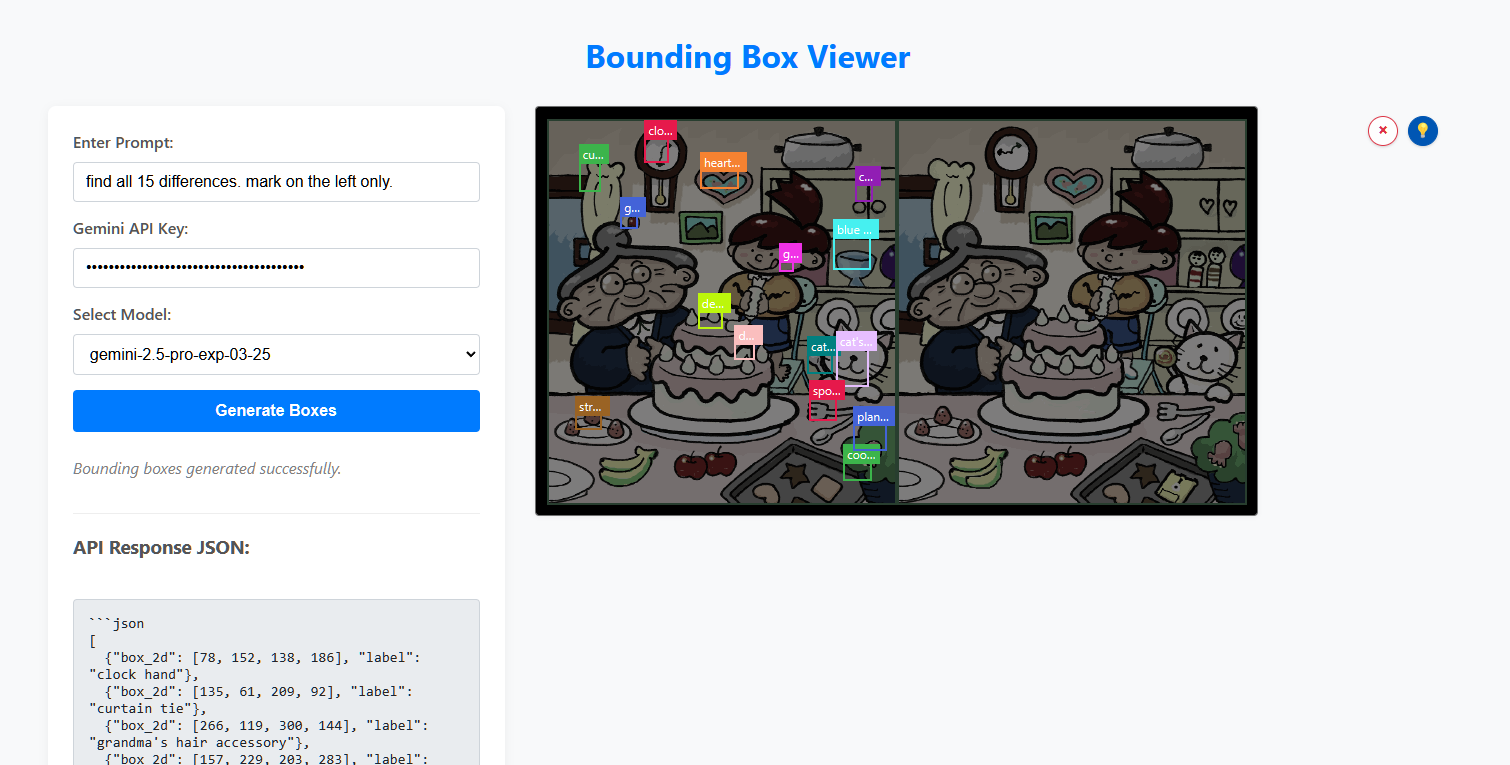 Bounding Box Viewer
Enter Prompt:
find all 15 differences. mark on the left only.
Gemini API Key:
•••••••••••••••••••••••••••••••••••••••
Select Model:
gemini-2.5-pro-exp-03-25
Generate Boxes
Bounding boxes generated successfully.
API Response JSON:
```json
[
{"box_2d": [78, 152, 138, 186], "label":
"clock hand"},
{"box_2d": [135, 61, 209, 92], "label":
"curtain tie"},
{"box_2d": [266, 119, 300, 144], "label":
"grandma's hair accessory"},
{"box_2d": [157, 229, 203, 283], "label":
clo...
cu...
heart...
c...
g...
blue ...
g...
de...
d...
cat...
cat's...
spo...
str...
plan...
coo...